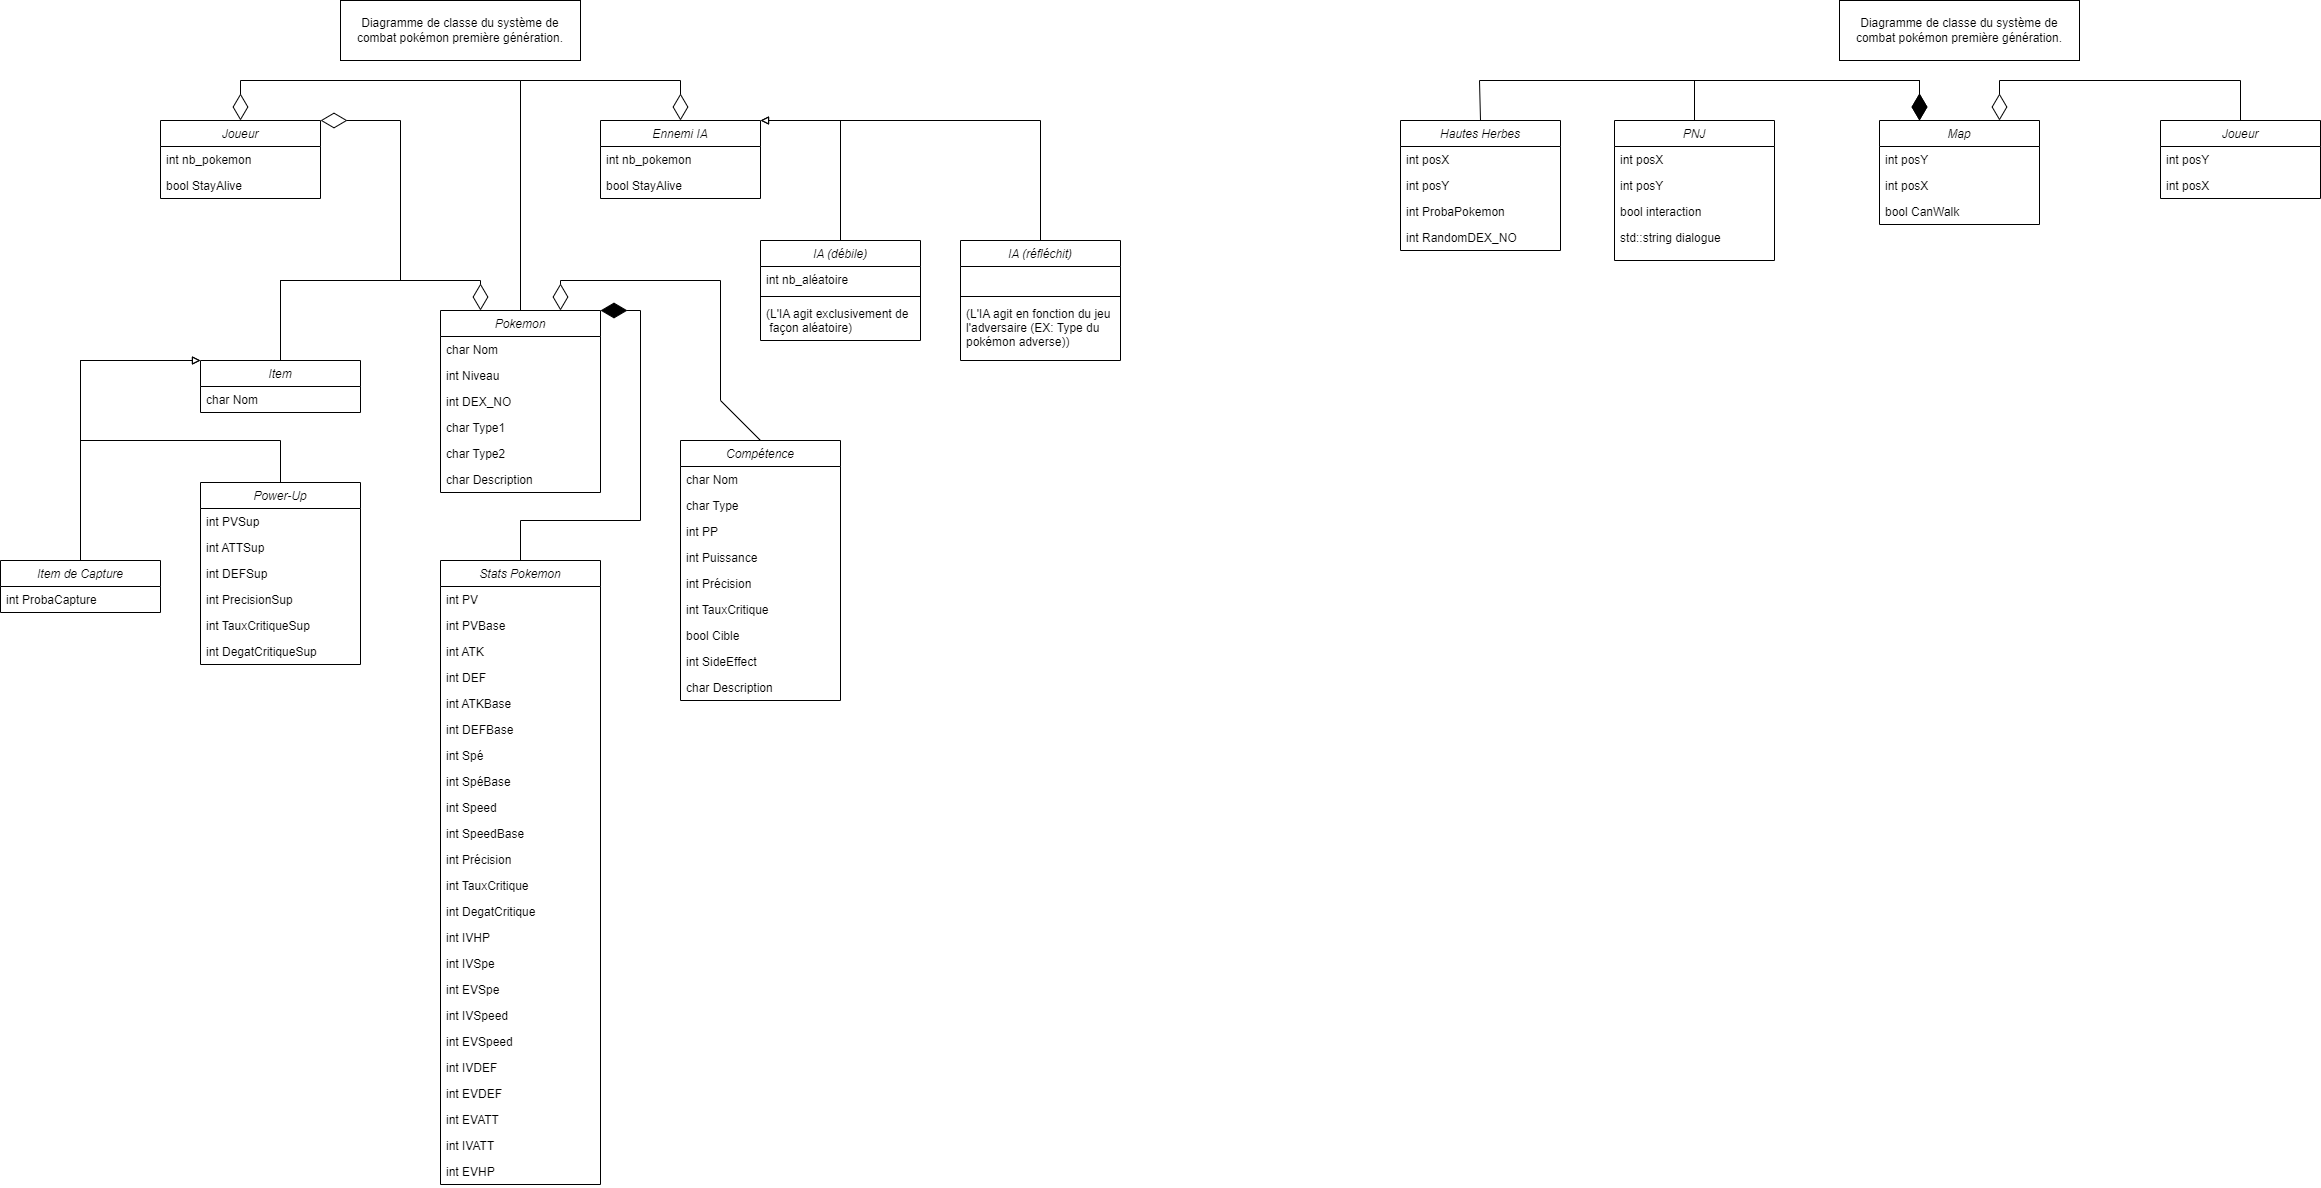 Diagramme de classe du système de
combat pokémon première génération.
Joueur
int nb_pokemon
bool StayAlive
Ennemi IA
int nb_pokemon
bool StayAlive
IA (débile)
int nb_aléatoire
(L'IA agit exclusivement de
façon aléatoire)
IA (réfléchit)
(L'IA agit en fonction du jeu
l'adversaire (EX: Type du
pokémon adverse))
Item
char Nom
Pokemon
char Nom
int Niveau
int DEX_NO
char Type1
char Type2
char Description
Power-Up
int PVSup
int ATTSup
int DEFSup
int PrecisionSup
int TauxCritiqueSup
int DegatCritiqueSup
Item de Capture
int ProbaCapture
Compétence
char Nom
char Type
int PP
int Puissance
int Précision
int TauxCritique
bool Cible
int SideEffect
char Description
Stats Pokemon
int PV
int PVBase
int ATK
int DEF
int ATKBase
int DEFBase
int Spé
int SpéBase
int Speed
int SpeedBase
int Précision
int TauxCritique
int DegatCritique
int IVHP
int IVSpe
int EVSpe
int IVSpeed
int EVSpeed
int IVDEF
int EVDEF
int EVATT
int IVATT
int EVHP
Diagramme de classe du système de
combat pokémon première génération.
Hautes Herbes
int posX
int posY
int ProbaPokemon
int RandomDEX_NO
PNJ
int posX
int posY
bool interaction
std::string dialogue
Map
int posY
int posX
bool CanWalk
Joueur
int posY
int posX